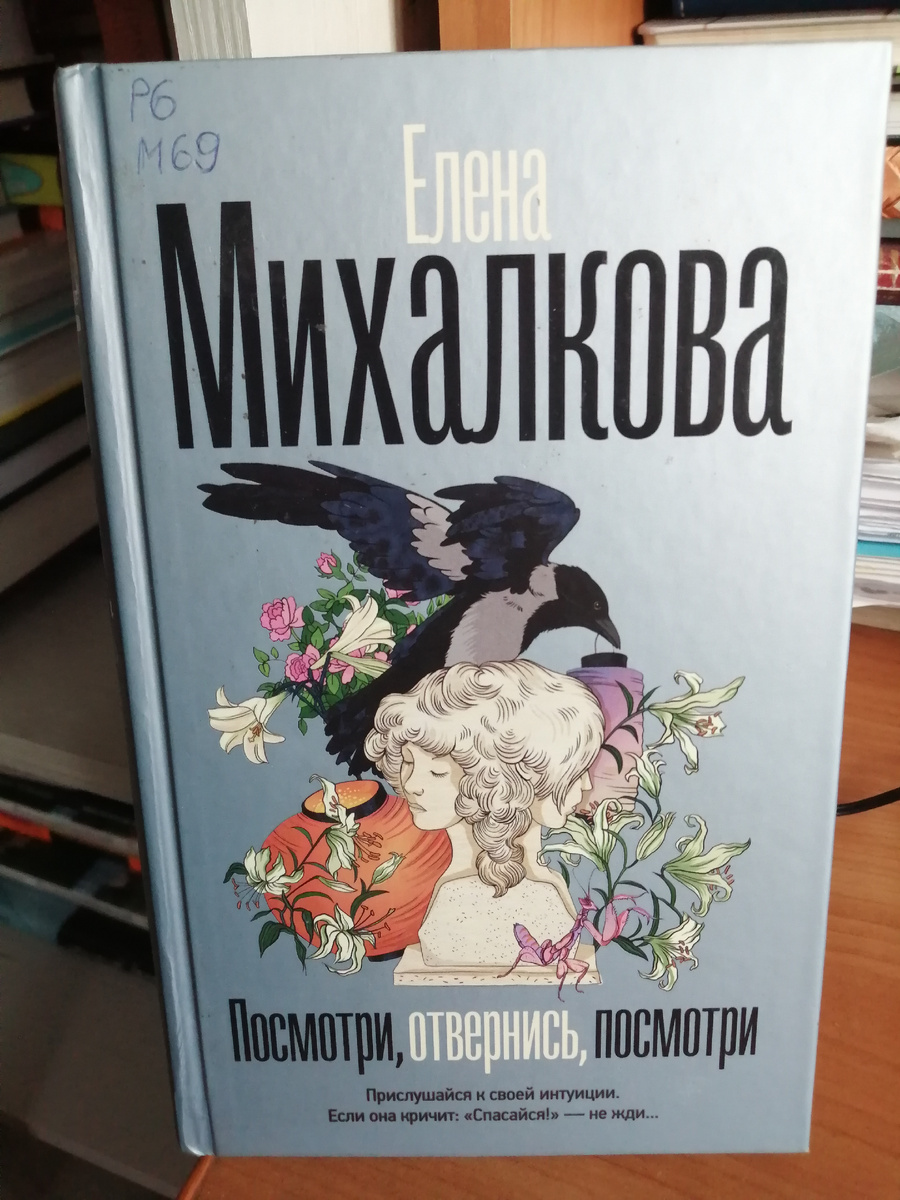 Р6
М69
Елена
Михалкова
Посмотри, отвернись, посмотри
Прислушайся к своей интуиции.
Если она кричит: «Спасайся!» — не жди...